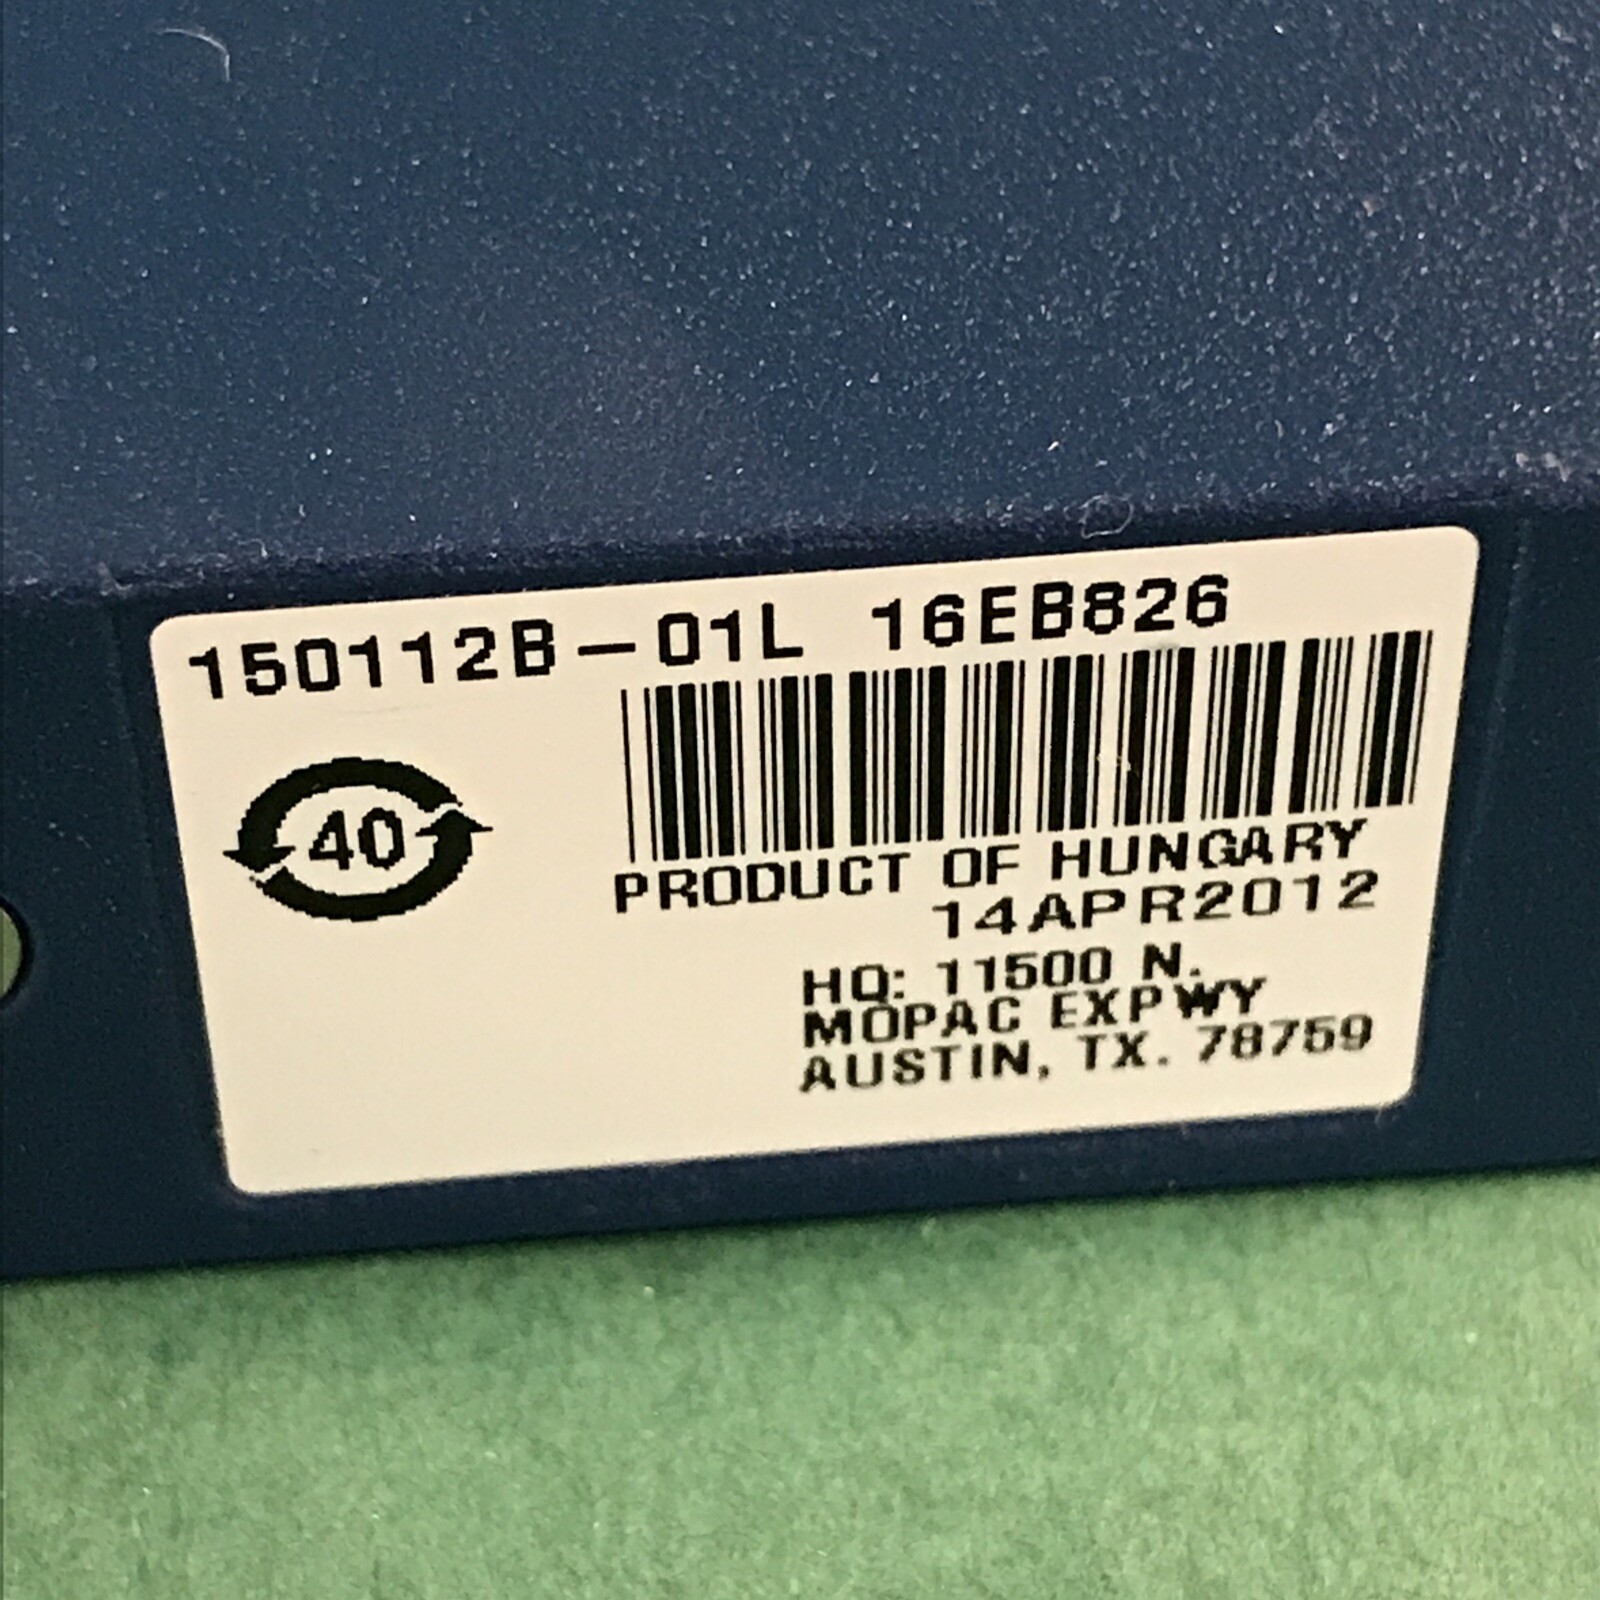 150112B-01L 16EB826
40
PRODUCT OF HUNGARY
14APR2012
HQ: 11500 N.
MOPAC EXPWY
AUSTIN, TX. 78759